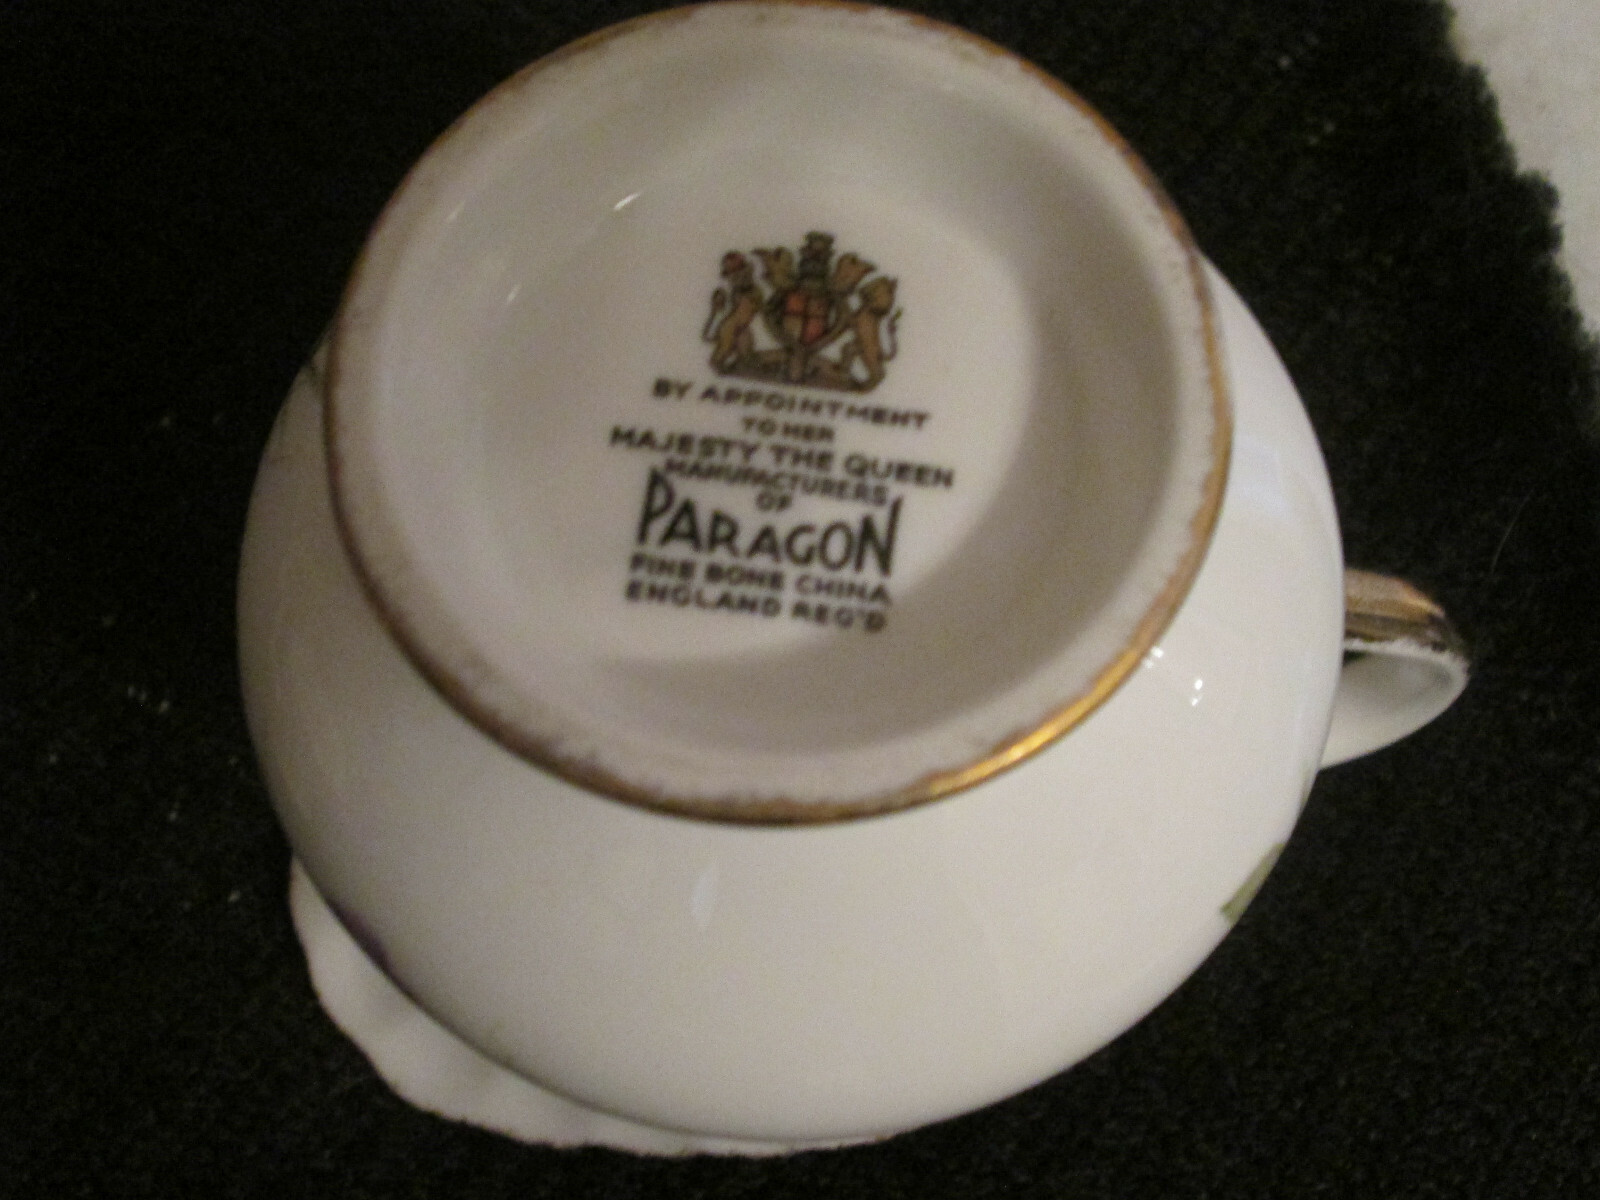 BY APPOINTMENT
TO HER
MAJESTY THE QUEEN
MANUFACTURERS
OF
PARAGON
FINE BONE CHINA
ENGLAND REG'D